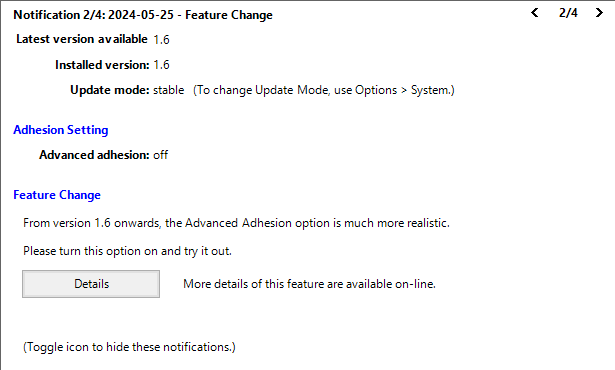 Notification 2/4: 2024-05-25 - Feature Change < 2/4 >
Latest version available 1.6
Installed version: 1.6
Update mode: stable (To change Update Mode, use Options > System.)
Adhesion Setting
Advanced adhesion: off
Feature Change
From version 1.6 onwards, the Advanced Adhesion option is much more realistic.
Please turn this option on and try it out.
Details More details of this feature are available on-line.
(Toggle icon to hide these notifications.)